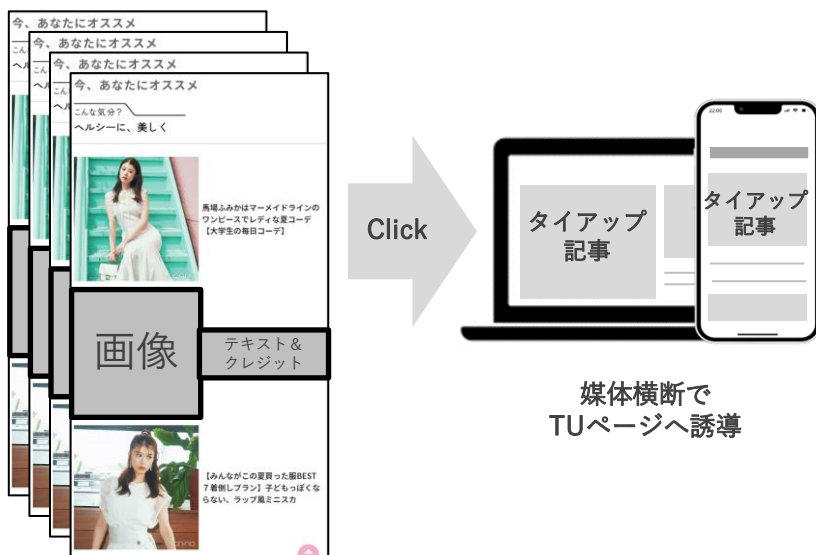 今、あなたにオススメ
今、あなたにオススメ
今、あなたにオススメ
今、あなたにオススメ
こんな気分?
ヘルシーに、美しく
馬場ふみかはマーメイドラインの
ワンピースでレディな夏コーデ
【大学生の毎日コーデ】
画像
テキスト&
クレジット
【みんながこの夏買った服BEST
7着倒しプラン】子どもっぽくな
らない、ラップ風ミニスカ
Click
22:00
タイアップ
記事
タイアップ
記事
媒体横断で
TUページへ誘導